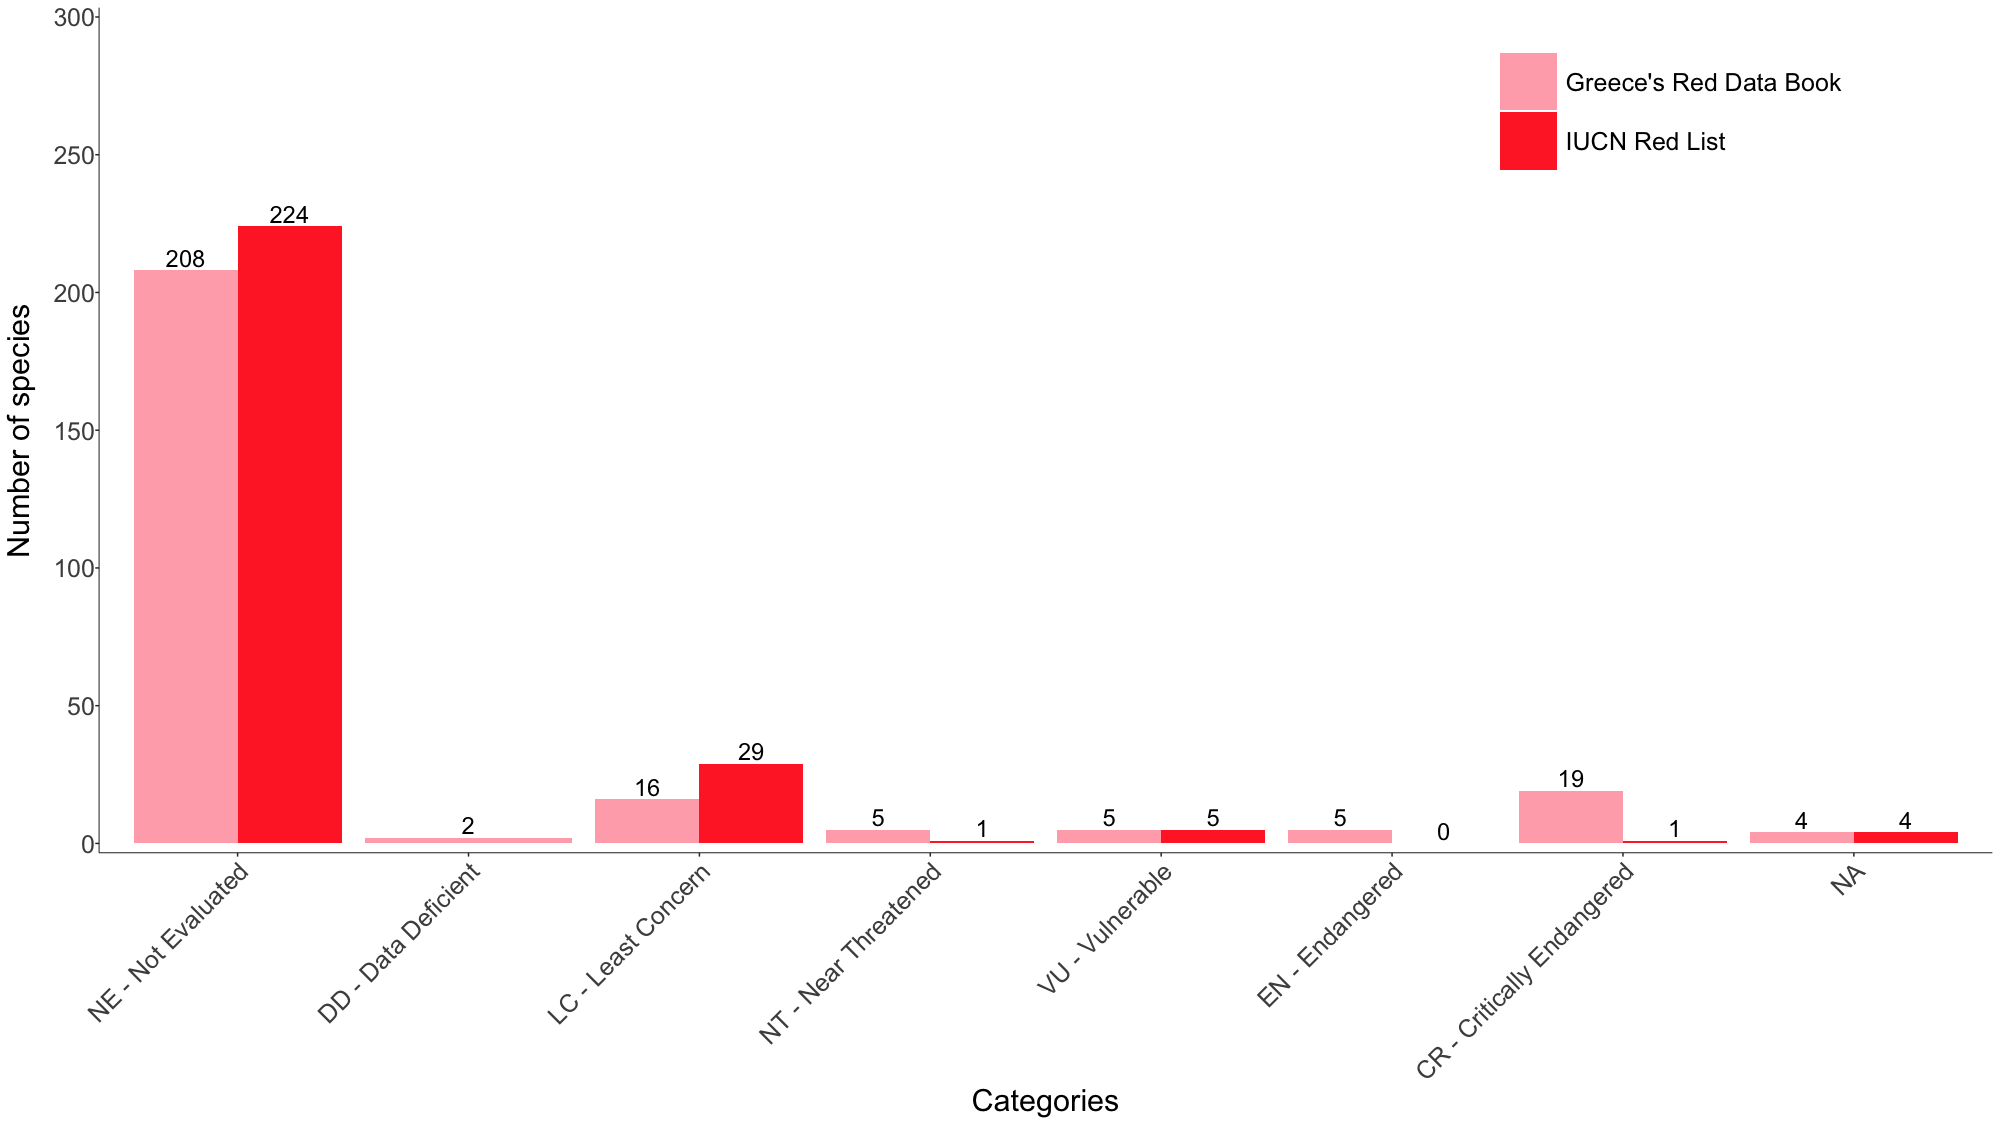 300
250
200
150
100
50
0
Number of species
Greece's Red Data Book
IUCN Red List
208
224
2
16
29
5
1
5
5
5
0
19
1
4
4
NE - Not Evaluated
DD - Data Deficient
LC - Least Concern
NT - Near Threatened
VU - Vulnerable
EN - Endangered
CR - Critically Endangered
NA
Categories